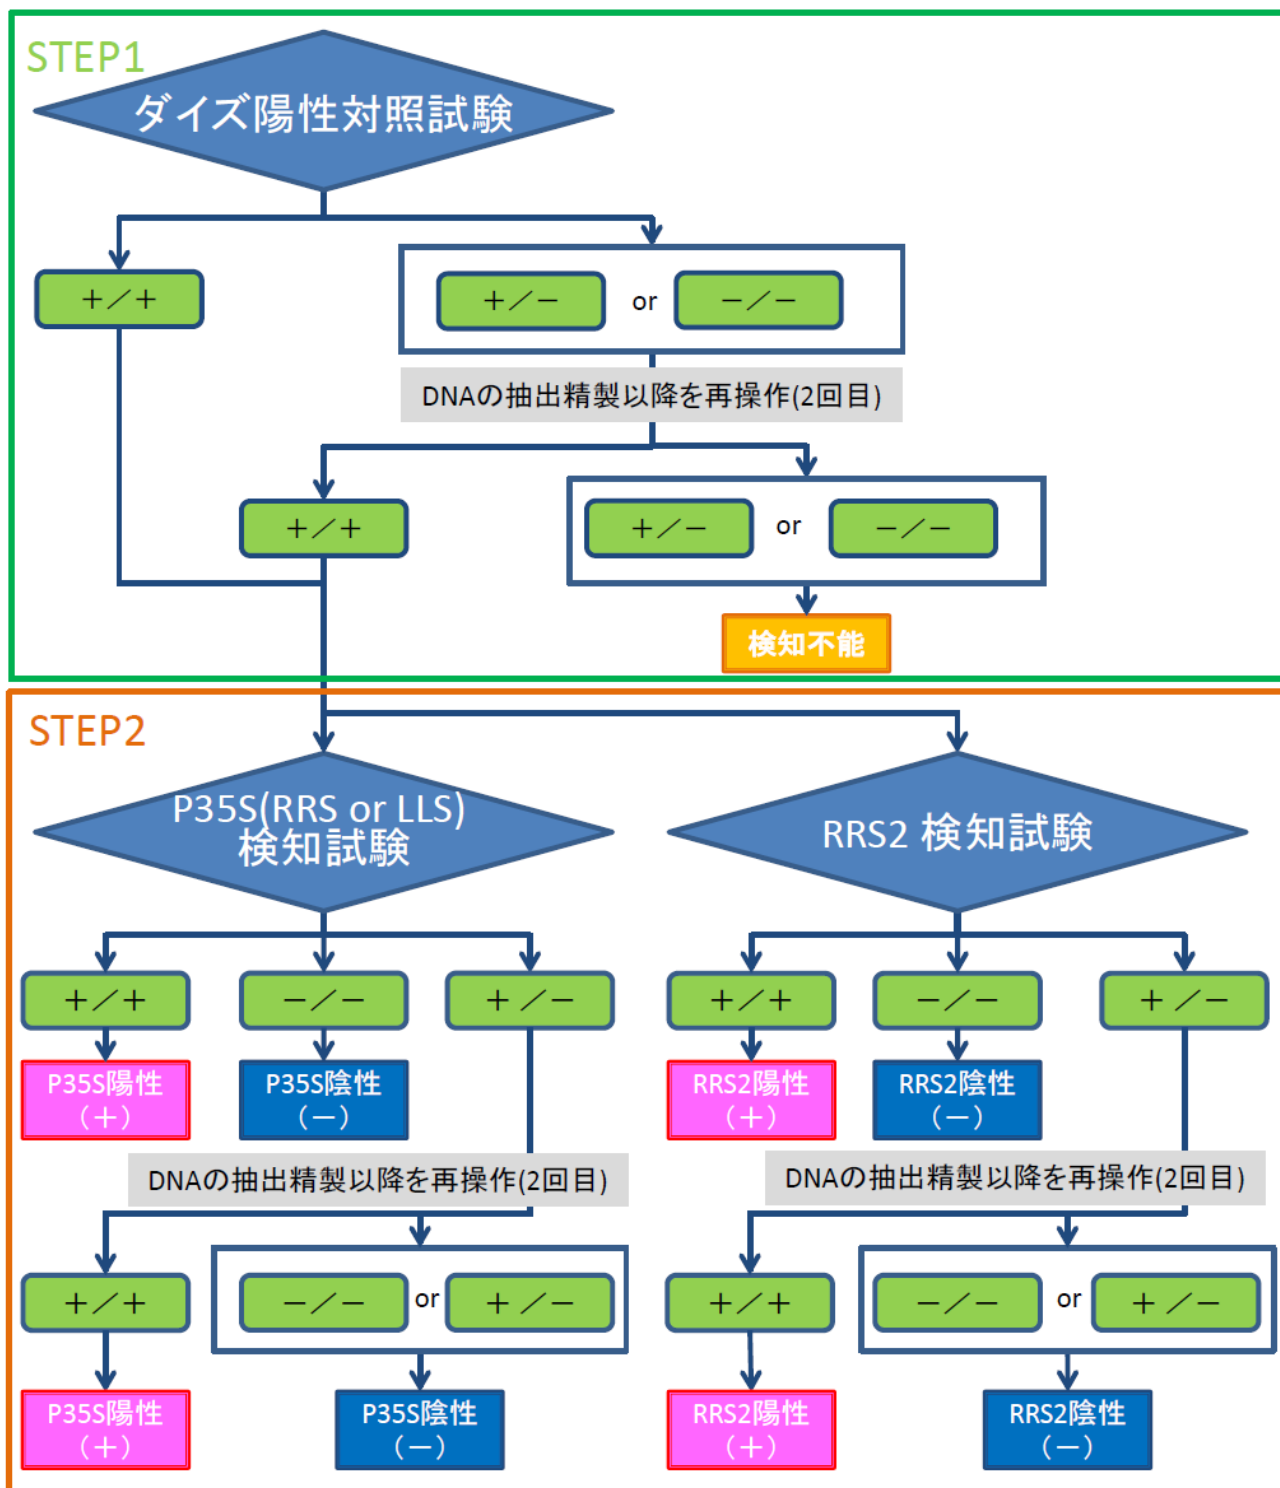 STEP1
ダイズ陽性対照試験
＋／＋
＋／－ or －／－
DNAの抽出精製以降を再操作(2回目)
＋／＋
＋／－ or －／－
検知不能
STEP2
P35S(RRS or LLS)
検知試験
RRS2 検知試験
＋／＋
－／－
＋／－
＋／＋
－／－
＋／－
P35S陽性
（＋）
P35S陰性
（－）
RRS2陽性
（＋）
RRS2陰性
（－）
DNAの抽出精製以降を再操作(2回目)
DNAの抽出精製以降を再操作(2回目)
＋／＋
－／－ or ＋／－
＋／＋
－／－ or ＋／－
P35S陽性
（＋）
P35S陰性
（－）
RRS2陽性
（＋）
RRS2陰性
（－）